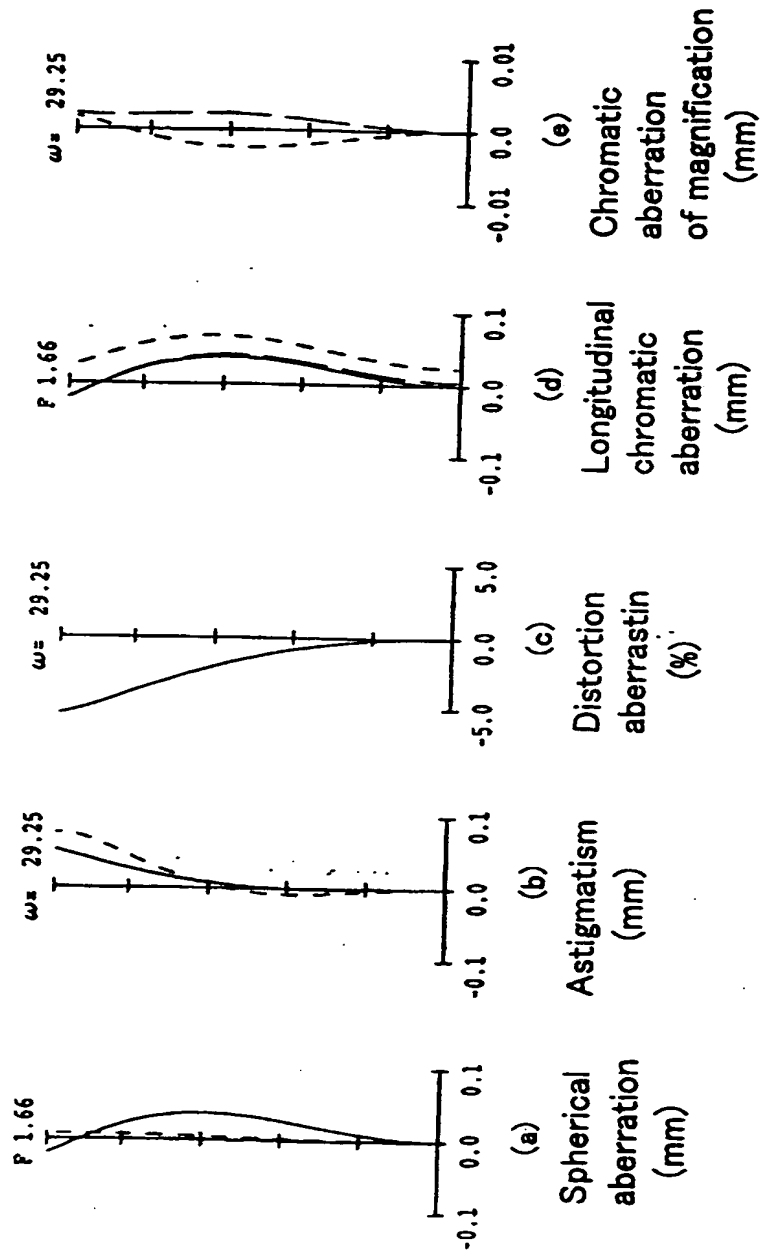 F 1.66
-0.1 0.0 0.1
(a)
Spherical
aberration
(mm)
ω= 29.25
-0.1 0.0 0.1
(b)
Astigmatism
(mm)
ω= 29.25
-5.0 0.0 5.0
(c)
Distortion
aberrastin
(%)
F 1.66
-0.1 0.0 0.1
(d)
Longitudinal
chromatic
aberration
(mm)
ω= 29.25
-0.01 0.0 0.01
(e)
Chromatic
aberration
of magnification
(mm)